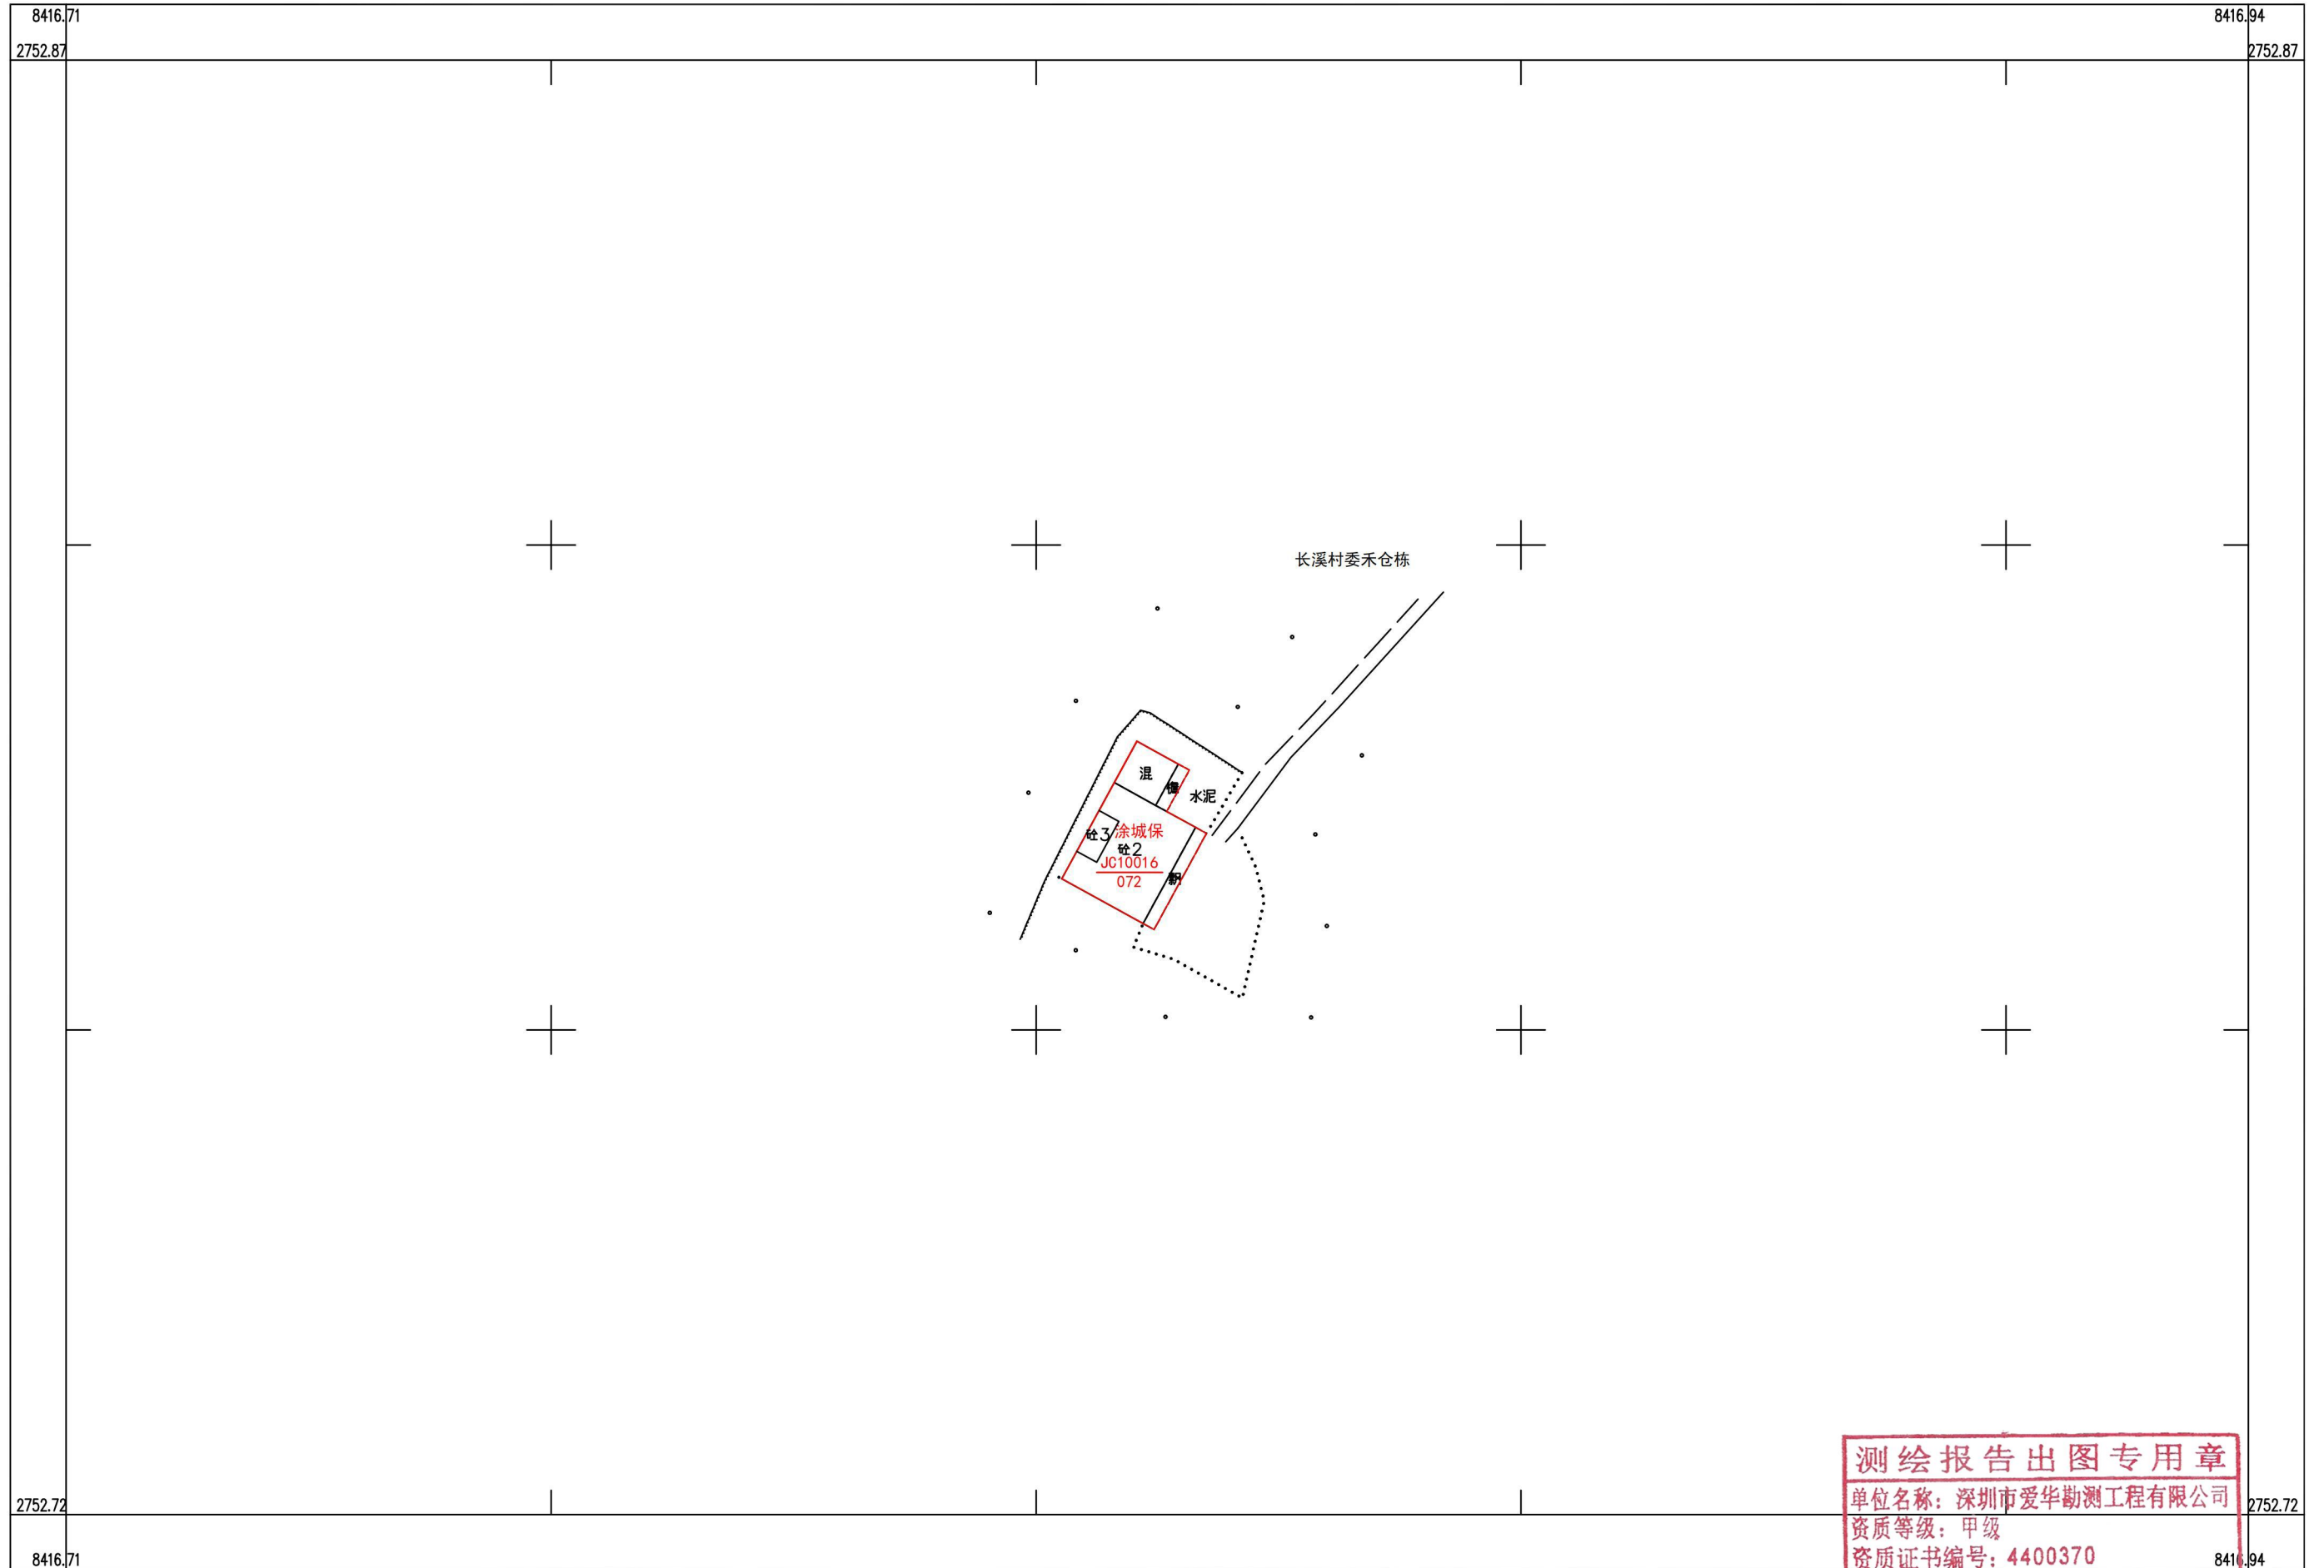 8416.71
8416.94
2752.87
2752.87
长溪村委禾仓栋
混
水泥
砼3
涂城保
砼2
JC10016
072
测绘报告出图专用章
单位名称：深圳市爱华勘测工程有限公司
资质等级：甲级
资质证书编号：4400370
2752.72
2752.72
8416.71
8416.94